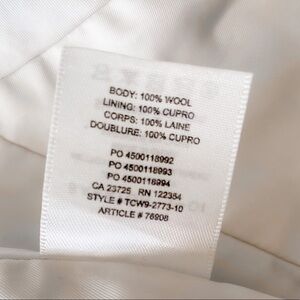 BODY: 100% WOOL
LINING: 100% CUPRO
CORPS: 100% LAINE
DOUBLURE: 100% CUPRO
PO 4500118992
PO 4500118993
PO 4500118994
CA 23725 RN 122354
STYLE # TCW9-2773-10
ARTICLE # 76908